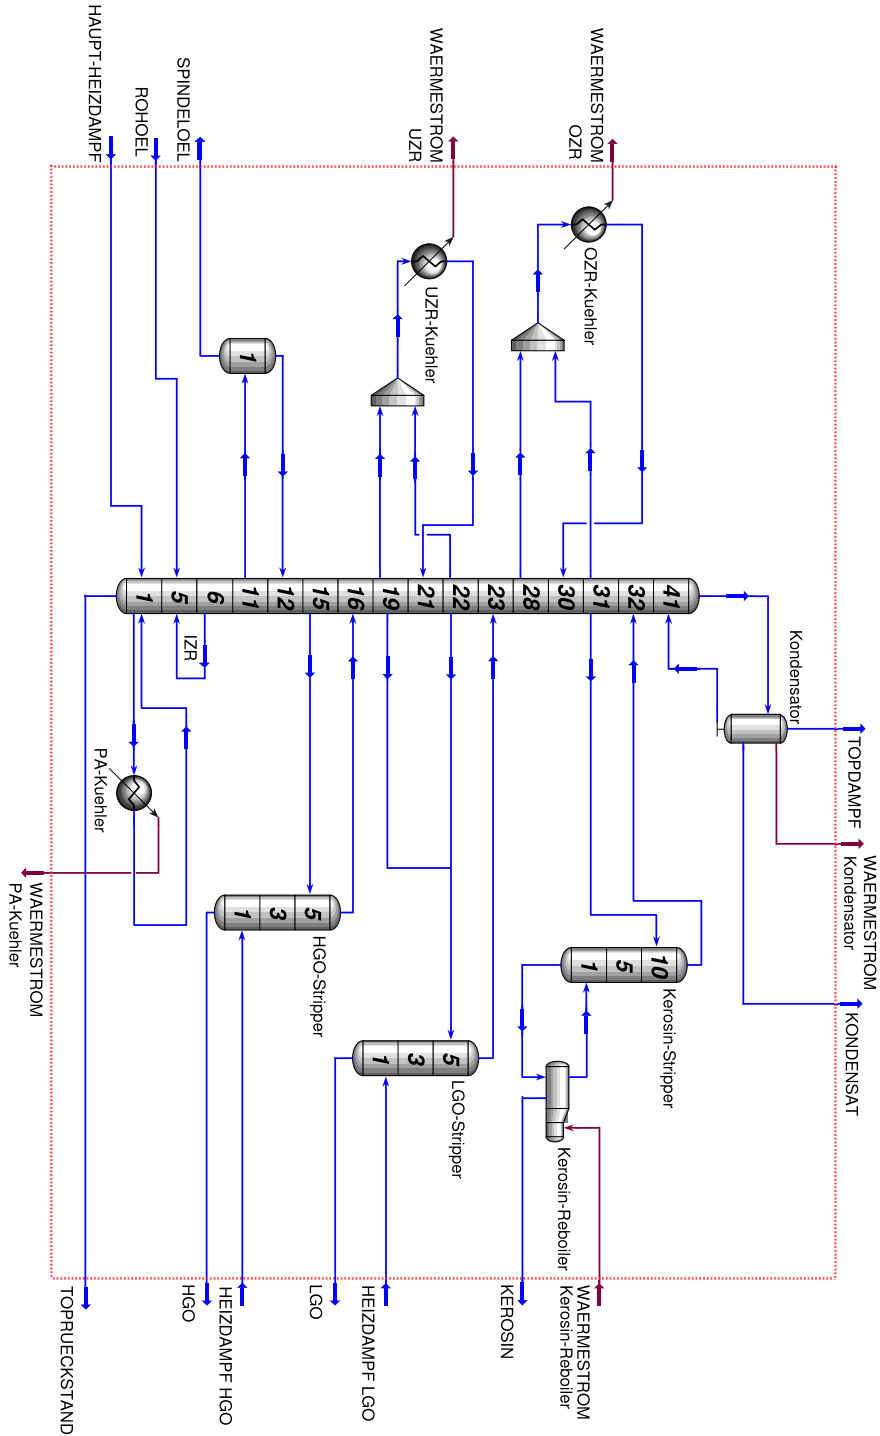 HAUPT-HEIZDAMPF
ROHOEL
SPINDELOEL
WAERMESTROM
UZR
WAERMESTROM
OZR
UZR-Kuehler
OZR-Kuehler
1
1
5
6
11
12
15
16
19
21
22
23
28
30
31
32
41
IZR
Kondensator
TOPDAMPF
WAERMESTROM
Kondensator
KONDENSAT
PA-Kuehler
WAERMESTROM
PA-Kuehler
1
3
5
HGO-Stripper
1
3
5
LGO-Stripper
1
5
10
Kerosin-Stripper
Kerosin-Reboiler
TOPRUECKSTAND
HGO
HEIZDAMPF HGO
LGO
HEIZDAMPF LGO
KEROSIN
WAERMESTROM
Kerosin-Reboiler